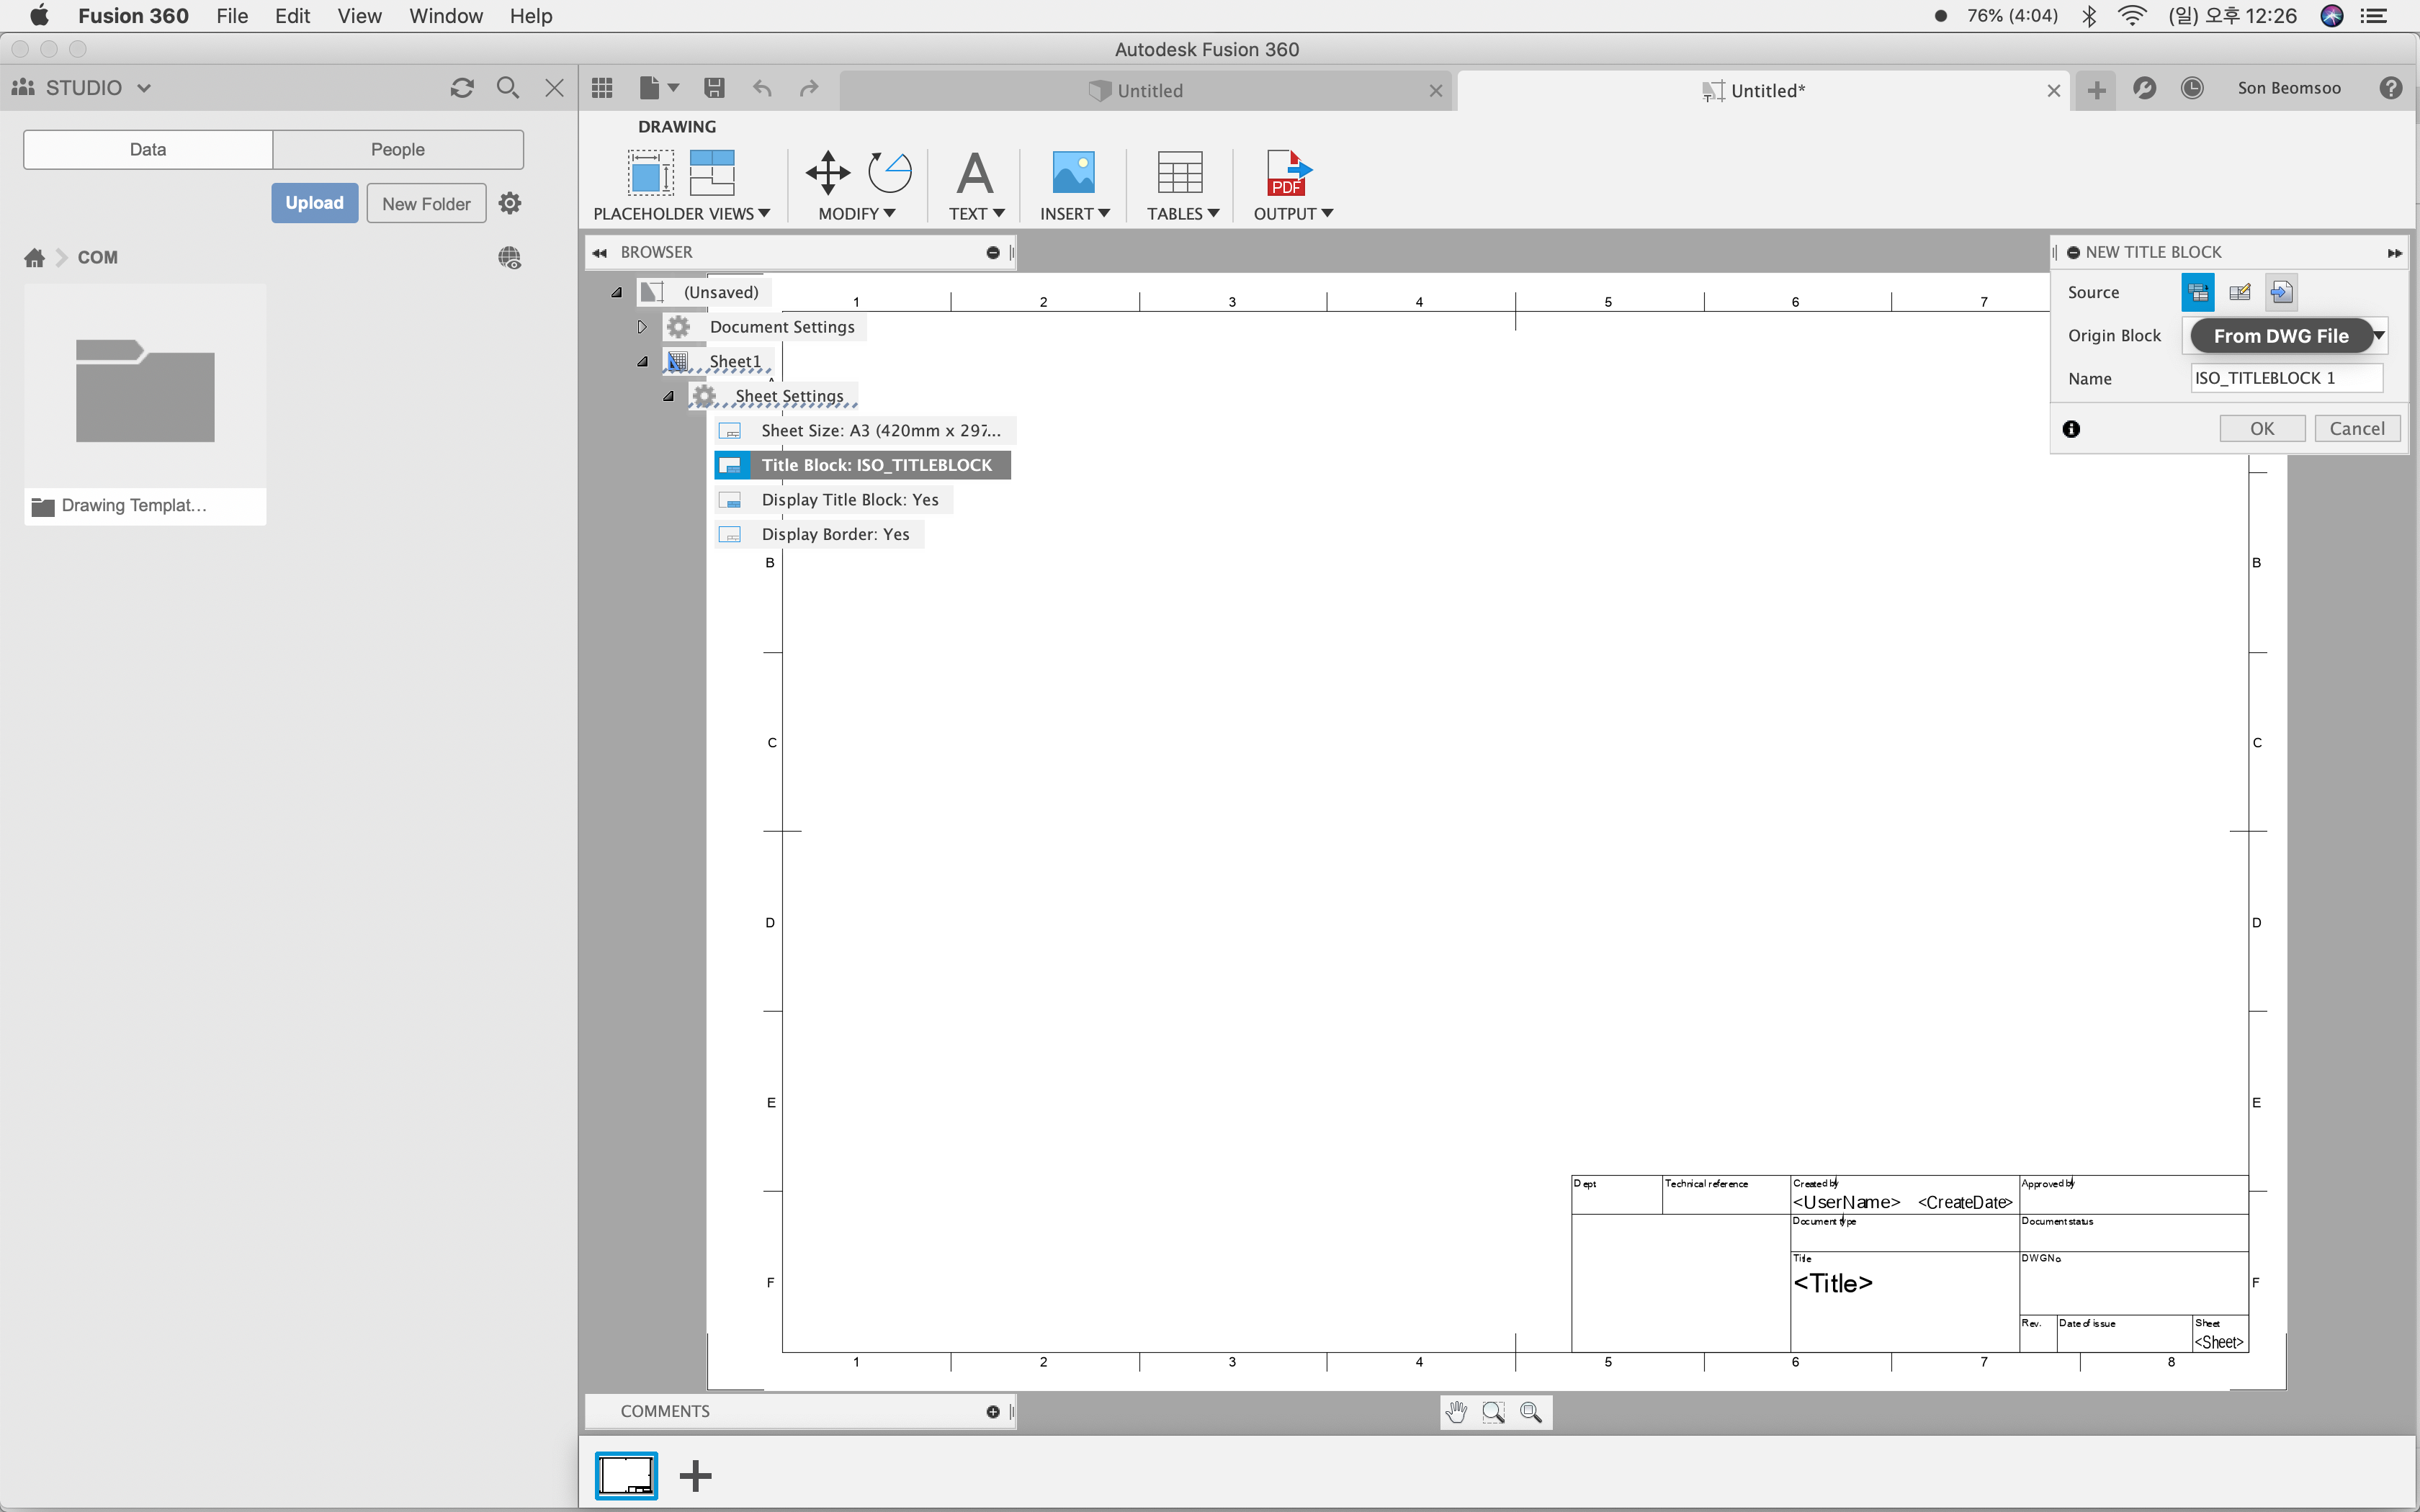 Fusion 360 File Edit View Window Help 76% (4:04) (일) 오후 12:26
Autodesk Fusion 360
STUDIO
Untitled
Untitled*
Son Beomsoo
Data People
Upload New Folder
COM
Drawing Templat...
DRAWING
PLACEHOLDER VIEWS MODIFY TEXT INSERT TABLES OUTPUT
PDF
BROWSER
(Unsaved)
Document Settings
Sheet1
Sheet Settings
Sheet Size: A3 (420mm x 297...
Title Block: ISO_TITLEBLOCK
Display Title Block: Yes
Display Border: Yes
NEW TITLE BLOCK
Source
Origin Block From DWG File
Name ISO_TITLEBLOCK 1
OK Cancel
1 2 3 4 5 6 7
B B
C C
D D
E E
F F
Dept Technical reference Created by Approved by
<UserName> <CreateDate>
Document type Document status
Title DWG No.
<Title>
Rev. Date of issue Sheet
<Sheet>
1 2 3 4 5 6 7 8
COMMENTS